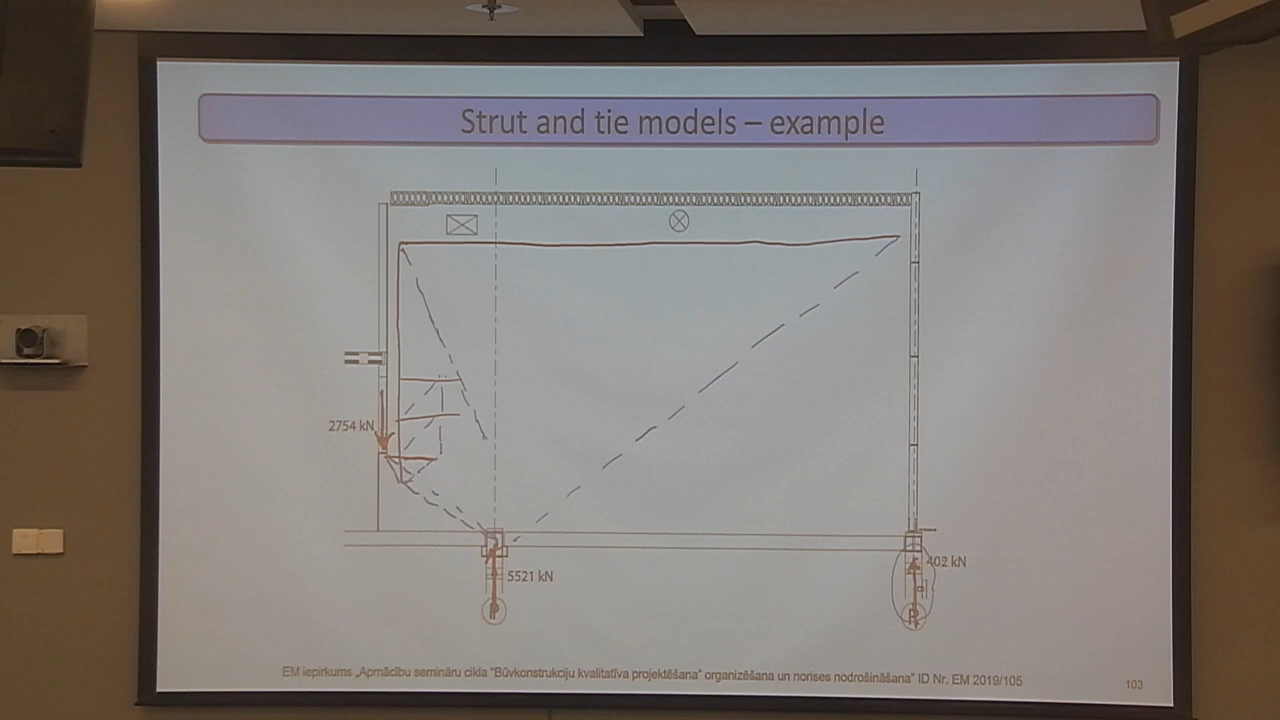 Strut and tie models – example
2754 kN
5521 kN
402 kN
EM iepirkums „Apmācību semināru cikla "Būvkonstrukciju kvalitatīva projektēšana" organizēšana un norises nodrošināšana" ID Nr. EM 2019/105
103